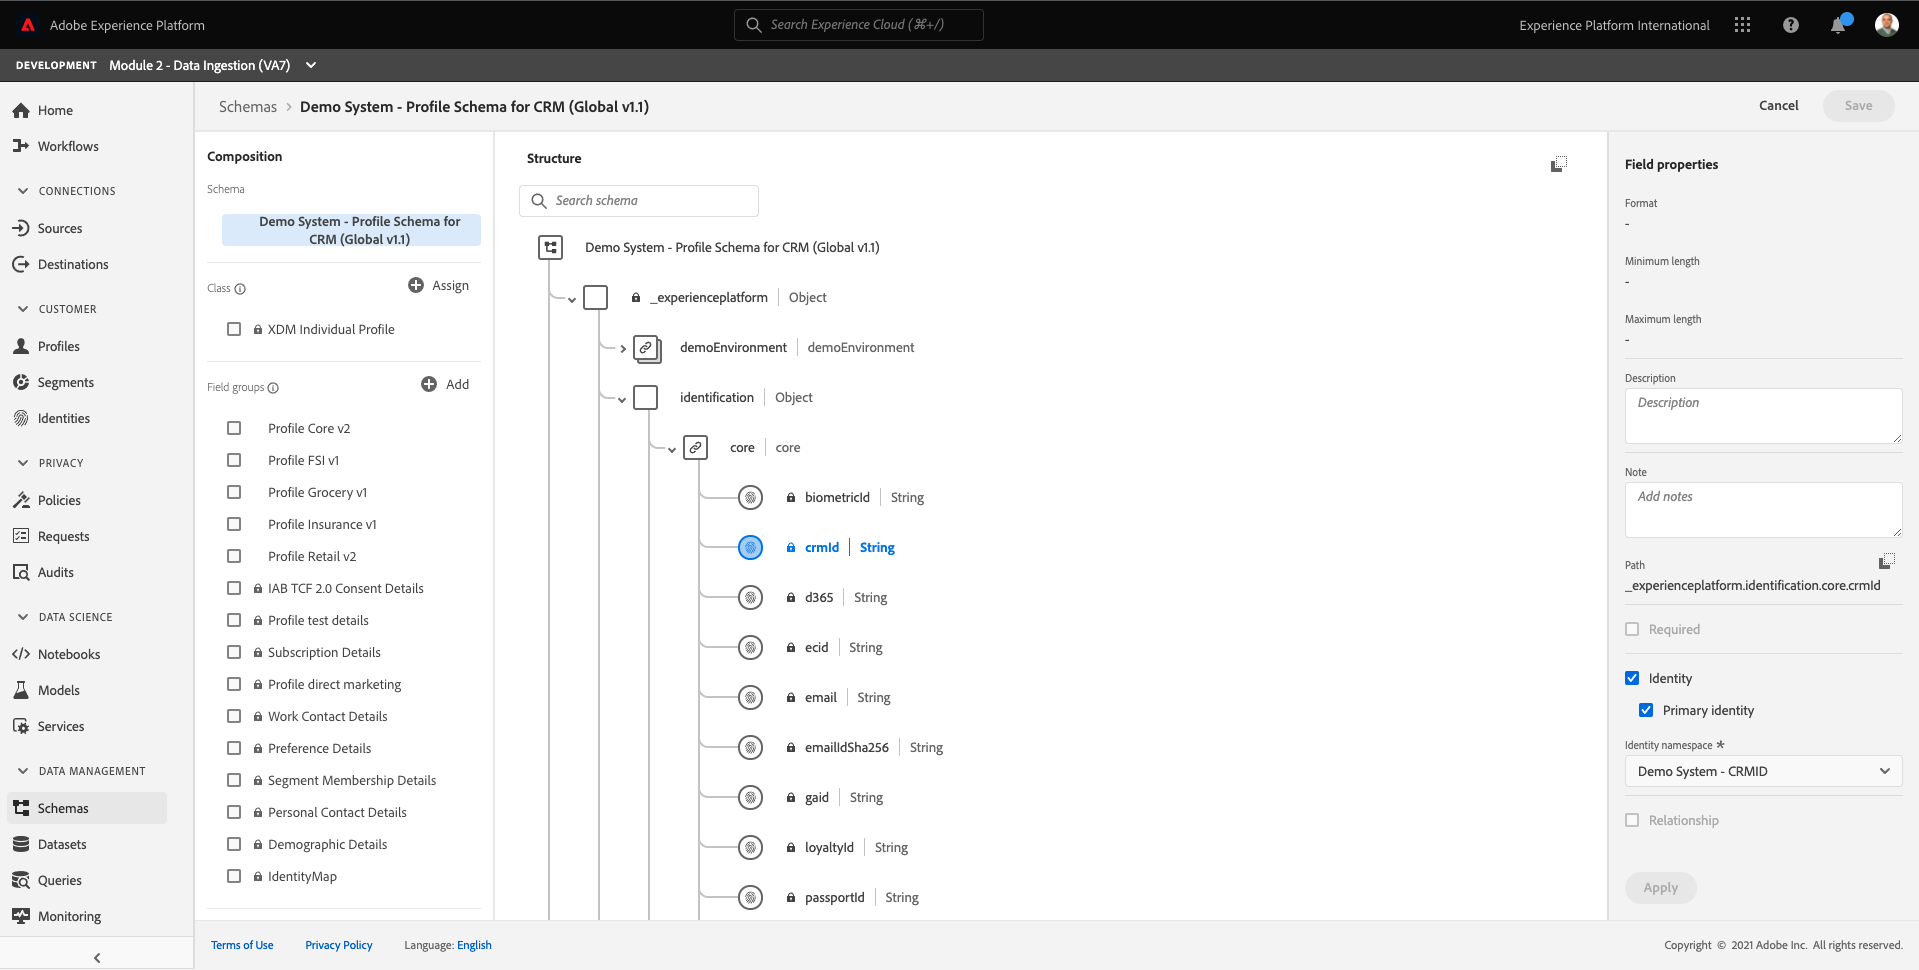 Adobe Experience Platform
Search Experience Cloud (⌘+/)
Experience Platform International
DEVELOPMENT Module 2 - Data Ingestion (VA7)
Home
Workflows
CONNECTIONS
Sources
Destinations
CUSTOMER
Profiles
Segments
Identities
PRIVACY
Policies
Requests
Audits
DATA SCIENCE
Notebooks
Models
Services
DATA MANAGEMENT
Schemas
Datasets
Queries
Monitoring
Schemas > Demo System - Profile Schema for CRM (Global v1.1)
Cancel
Save
Composition
Schema
Demo System - Profile Schema for
CRM (Global v1.1)
Class
Assign
XDM Individual Profile
Field groups
Add
Profile Core v2
Profile FSI v1
Profile Grocery v1
Profile Insurance v1
Profile Retail v2
IAB TCF 2.0 Consent Details
Profile test details
Subscription Details
Profile direct marketing
Work Contact Details
Preference Details
Segment Membership Details
Personal Contact Details
Demographic Details
IdentityMap
Structure
Search schema
Demo System - Profile Schema for CRM (Global v1.1)
_experienceplatform | Object
demoEnvironment | demoEnvironment
identification | Object
core | core
biometricId | String
crmId | String
d365 | String
ecid | String
email | String
emailIdSha256 | String
gaid | String
loyaltyId | String
passportId | String
Field properties
Format
-
Minimum length
-
Maximum length
-
Description
Description
Note
Add notes
Path
_experienceplatform.identification.core.crmId
Required
Identity
Primary identity
Identity namespace *
Demo System - CRMID
Relationship
Apply
Terms of Use
Privacy Policy
Language: English
Copyright © 2021 Adobe Inc. All rights reserved.